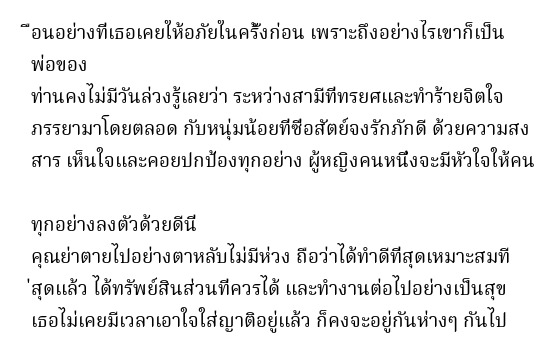 ือนอย่างที่เธอเคยให้อภัยในครั้งก่อน เพราะถึงอย่างไรเขาก็เป็น
พ่อของ
ท่านคงไม่มีวันล่วงรู้เลยว่า ระหว่างสามีที่ทรยศและทำร้ายจิตใจ
ภรรยามาโดยตลอด กับหนุ่มน้อยที่ซื่อสัตย์จงรักภักดี ด้วยความสง
สาร เห็นใจและคอยปกป้องทุกอย่าง ผู้หญิงคนหนึ่งจะมีหัวใจให้คน
ทุกอย่างลงตัวด้วยดีนี
คุณย่าตายไปอย่างตาหลับไม่มีห่วง ถือว่าได้ทำดีที่สุดเหมาะสมที
่สุดแล้ว ได้ทรัพย์สินส่วนที่ควรได้ และทำงานต่อไปอย่างเป็นสุข
เธอไม่เคยมีเวลาเอาใจใส่ญาติอยู่แล้ว ก็คงจะอยู่กันห่างๆ กันไป